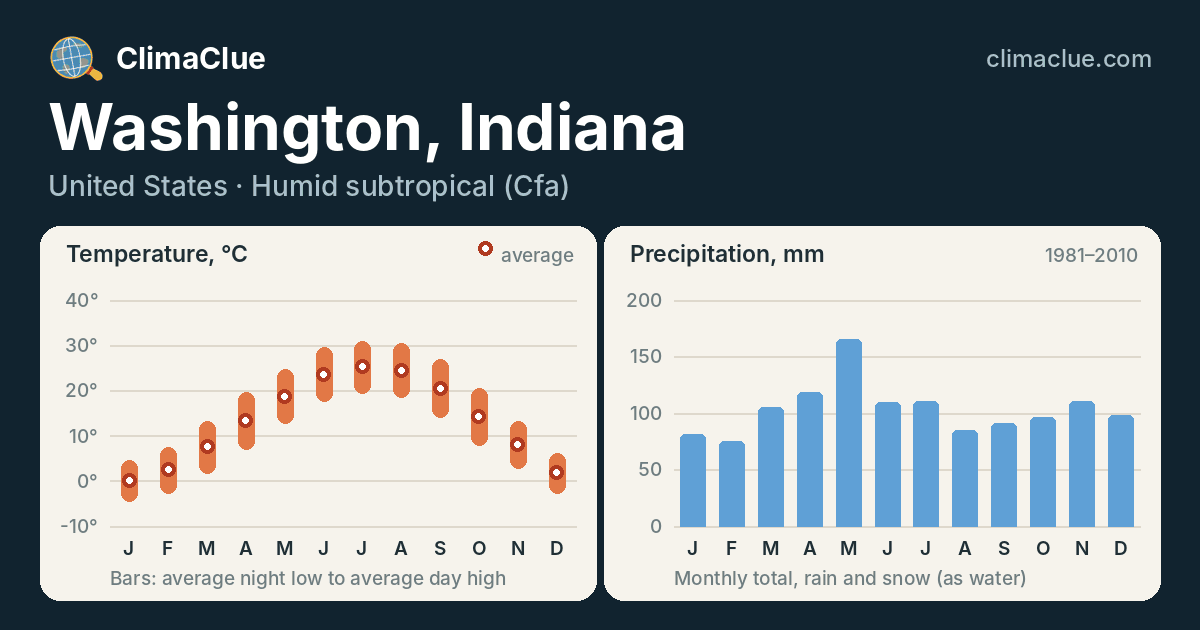 ClimaClue
climaclue.com
Washington, Indiana
United States · Humid subtropical (Cfa)
Temperature, °C
average
40°
30°
20°
10°
0°
-10°
J F M A M J J A S O N D
Bars: average night low to average day high
Precipitation, mm
1981–2010
200
150
100
50
0
J F M A M J J A S O N D
Monthly total, rain and snow (as water)